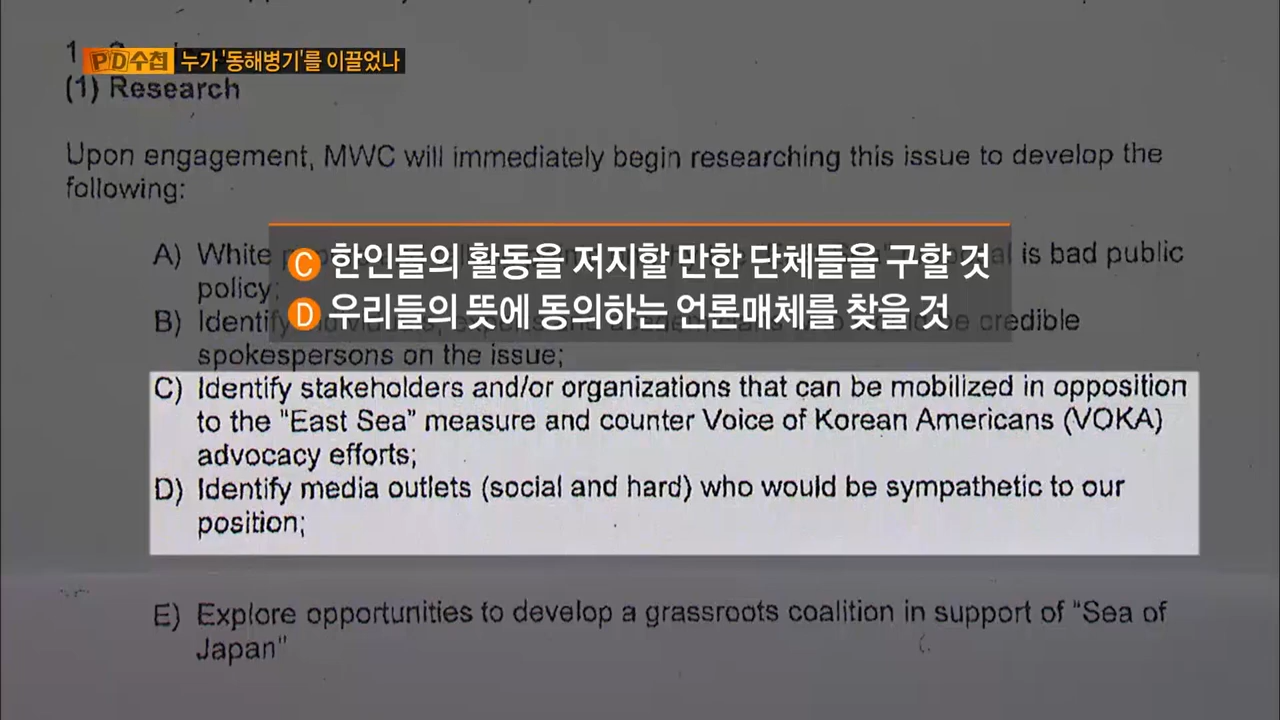 PD수첩 누가 '동해병기'를 이끌었나
(1) Research
Upon engagement, MWC will immediately begin researching this issue to develop the
following:
C 한인들의 활동을 저지할 만한 단체들을 구할 것
D 우리들의 뜻에 동의하는 언론매체를 찾을 것
A) White is bad public
policy;
B) Identify credible
spokespersons on the issue;
C) Identify stakeholders and/or organizations that can be mobilized in opposition
to the "East Sea" measure and counter Voice of Korean Americans (VOKA)
advocacy efforts;
D) Identify media outlets (social and hard) who would be sympathetic to our
position;
E) Explore opportunities to develop a grassroots coalition in support of "Sea of
Japan"